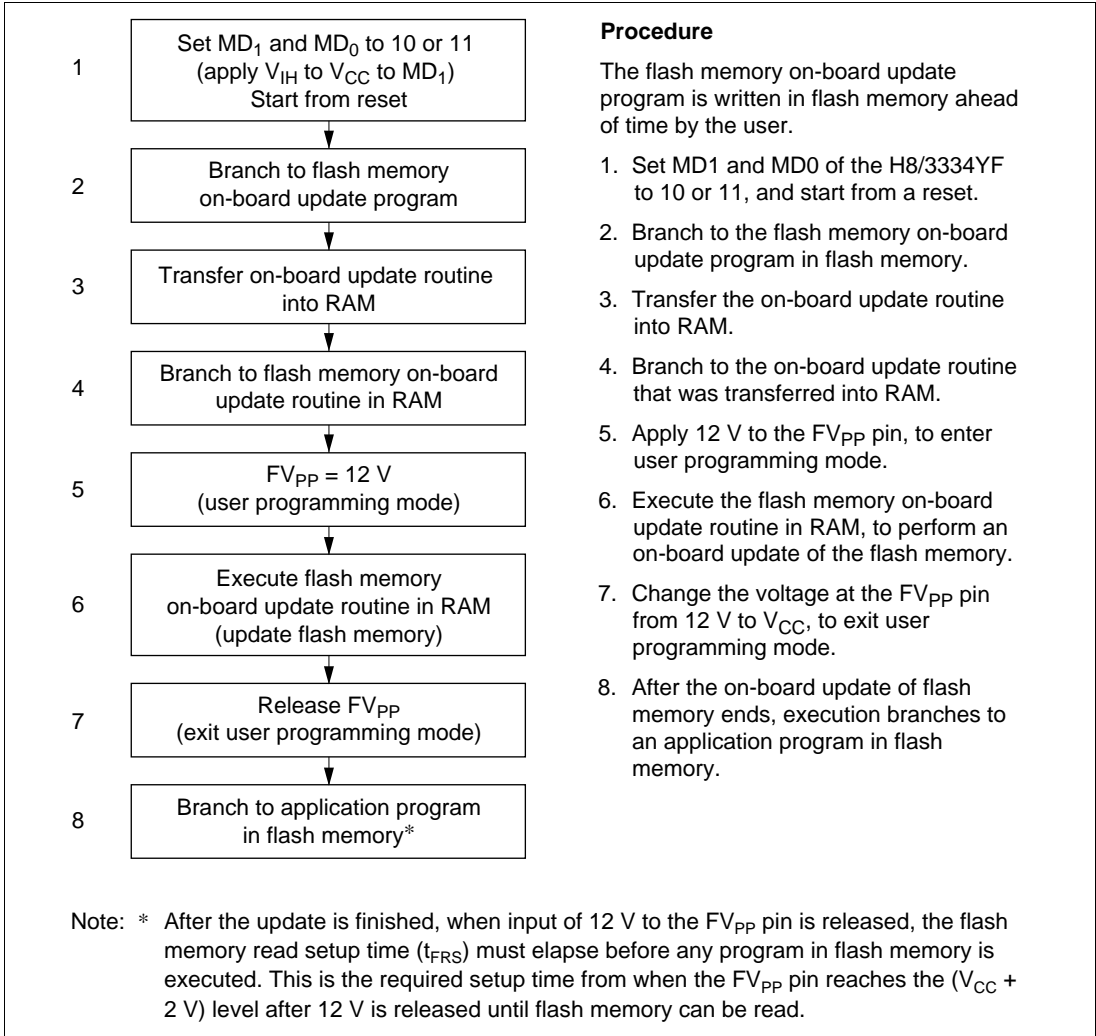 1
Set MD1 and MD0 to 10 or 11
(apply VIH to VCC to MD1)
Start from reset
2
Branch to flash memory
on-board update program
3
Transfer on-board update routine
into RAM
4
Branch to flash memory on-board
update routine in RAM
5
FVPP = 12 V
(user programming mode)
6
Execute flash memory
on-board update routine in RAM
(update flash memory)
7
Release FVPP
(exit user programming mode)
8
Branch to application program
in flash memory*
Procedure
The flash memory on-board update
program is written in flash memory ahead
of time by the user.
1. Set MD1 and MD0 of the H8/3334YF
to 10 or 11, and start from a reset.
2. Branch to the flash memory on-board
update program in flash memory.
3. Transfer the on-board update routine
into RAM.
4. Branch to the on-board update routine
that was transferred into RAM.
5. Apply 12 V to the FVPP pin, to enter
user programming mode.
6. Execute the flash memory on-board
update routine in RAM, to perform an
on-board update of the flash memory.
7. Change the voltage at the FVPP pin
from 12 V to VCC, to exit user
programming mode.
8. After the on-board update of flash
memory ends, execution branches to
an application program in flash
memory.
Note: * After the update is finished, when input of 12 V to the FVPP pin is released, the flash
memory read setup time (tFRS) must elapse before any program in flash memory is
executed. This is the required setup time from when the FVPP pin reaches the (VCC +
2 V) level after 12 V is released until flash memory can be read.